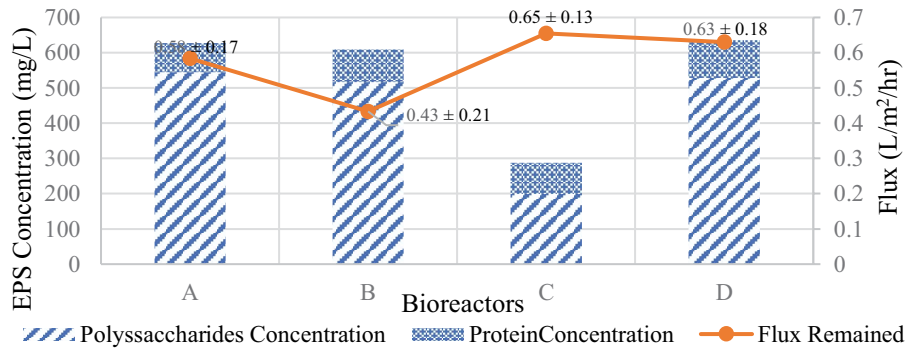 EPS Concentration (mg/L)
700
600
500
400
300
200
100
0
0.58 ± 0.17
0.43 ± 0.21
0.65 ± 0.13
0.63 ± 0.18
0.7
0.6
0.5
0.4
0.3
0.2
0.1
0
Flux (L/m²/hr)
A B C D
Bioreactors
Polyssaccharides Concentration ProteinConcentration Flux Remained